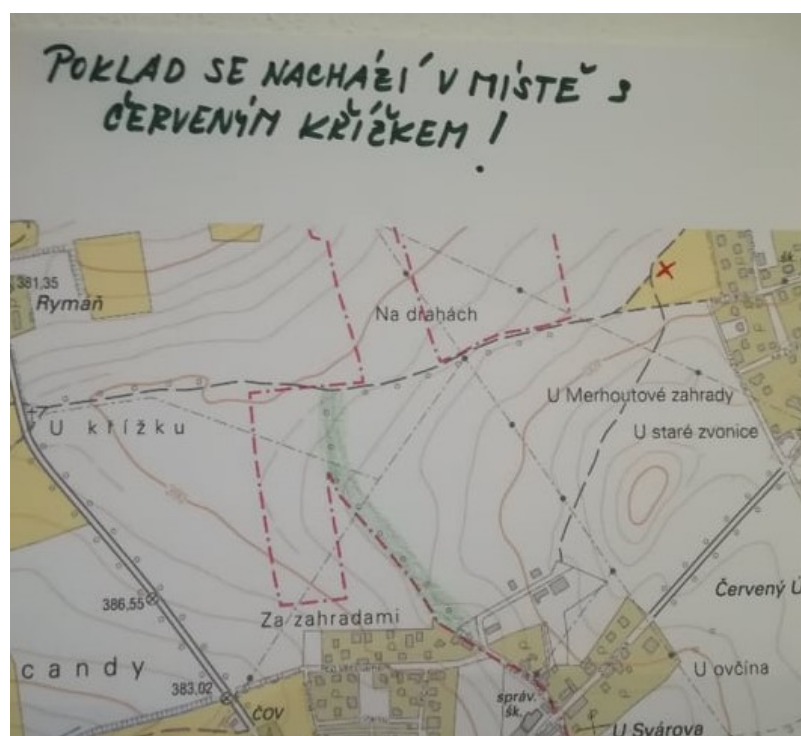 POKLAD SE NACHÁZÍ V MÍSTĚ S
ČERVENÝM KŘÍŽKEM!
381,35
Rymáň
šk
Na drahách
U Merhoutové zahrady
U křížku
U staré zvonice
386,55
Červený Ú
Za zahradami
candy
383,02
U ovčína
správ.
šk.
ČOV
U Svárova